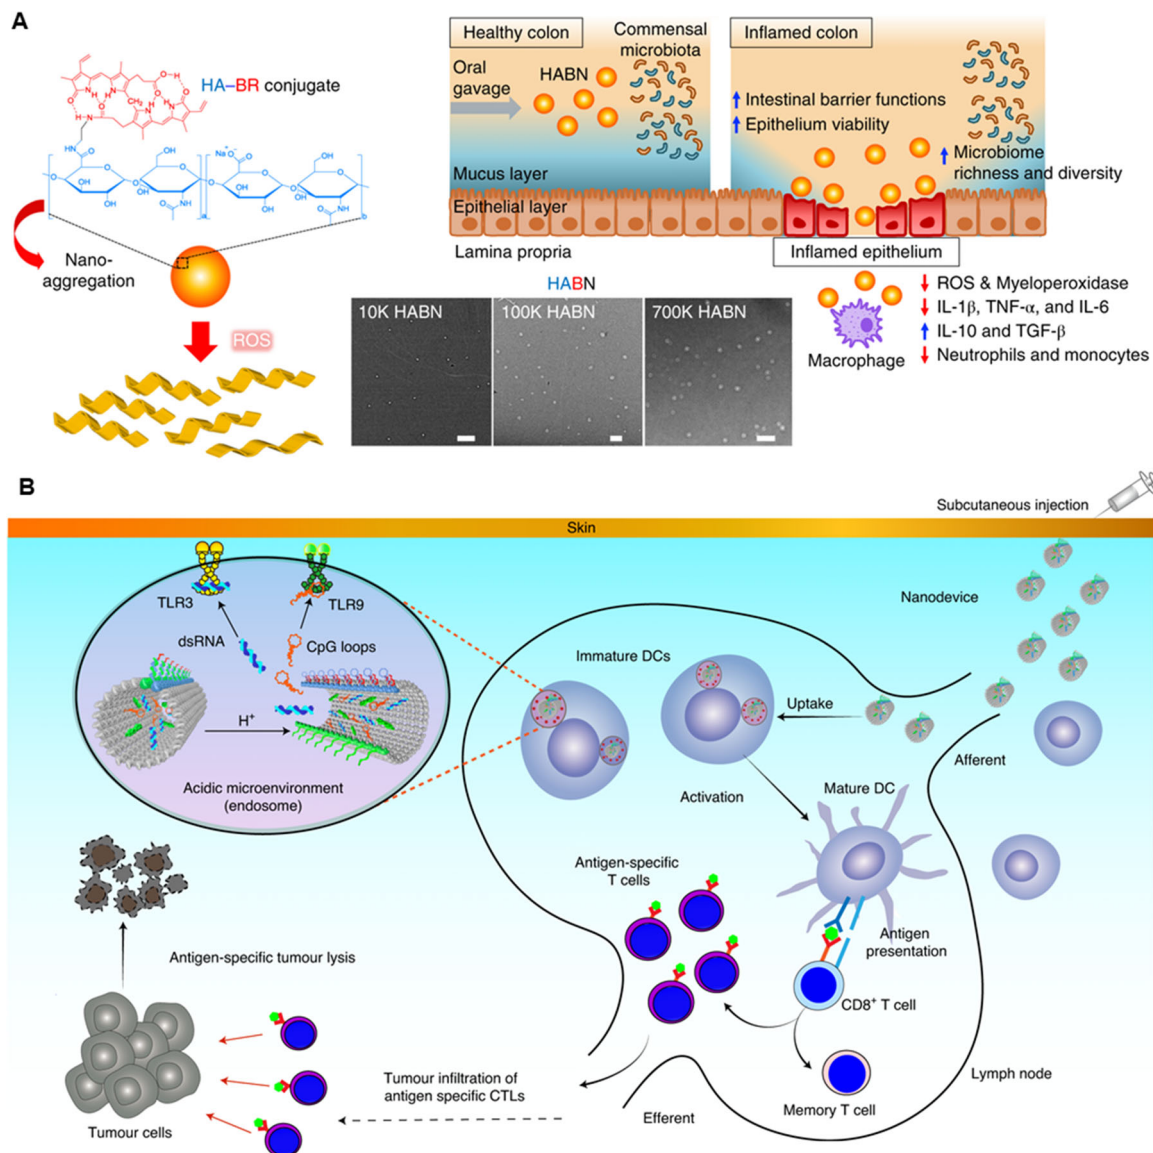 A
HA–BR conjugate
Nano-
aggregation
ROS
Healthy colon
Commensal
microbiota
Oral
gavage
HABN
Mucus layer
Epithelial layer
Lamina propria
Inflamed colon
Intestinal barrier functions
Epithelium viability
Microbiome
richness and diversity
Inflamed epithelium
Macrophage
ROS & Myeloperoxidase
IL-1β, TNF-α, and IL-6
IL-10 and TGF-β
Neutrophils and monocytes
HABN
10K HABN
100K HABN
700K HABN
B
Subcutaneous injection
Skin
TLR3
TLR9
dsRNA
CpG loops
H⁺
Acidic microenvironment
(endosome)
Immature DCs
Nanodevice
Uptake
Afferent
Activation
Mature DC
Antigen-specific
T cells
Antigen
presentation
CD8⁺ T cell
Antigen-specific tumour lysis
Tumour infiltration of
antigen specific CTLs
Memory T cell
Lymph node
Efferent
Tumour cells